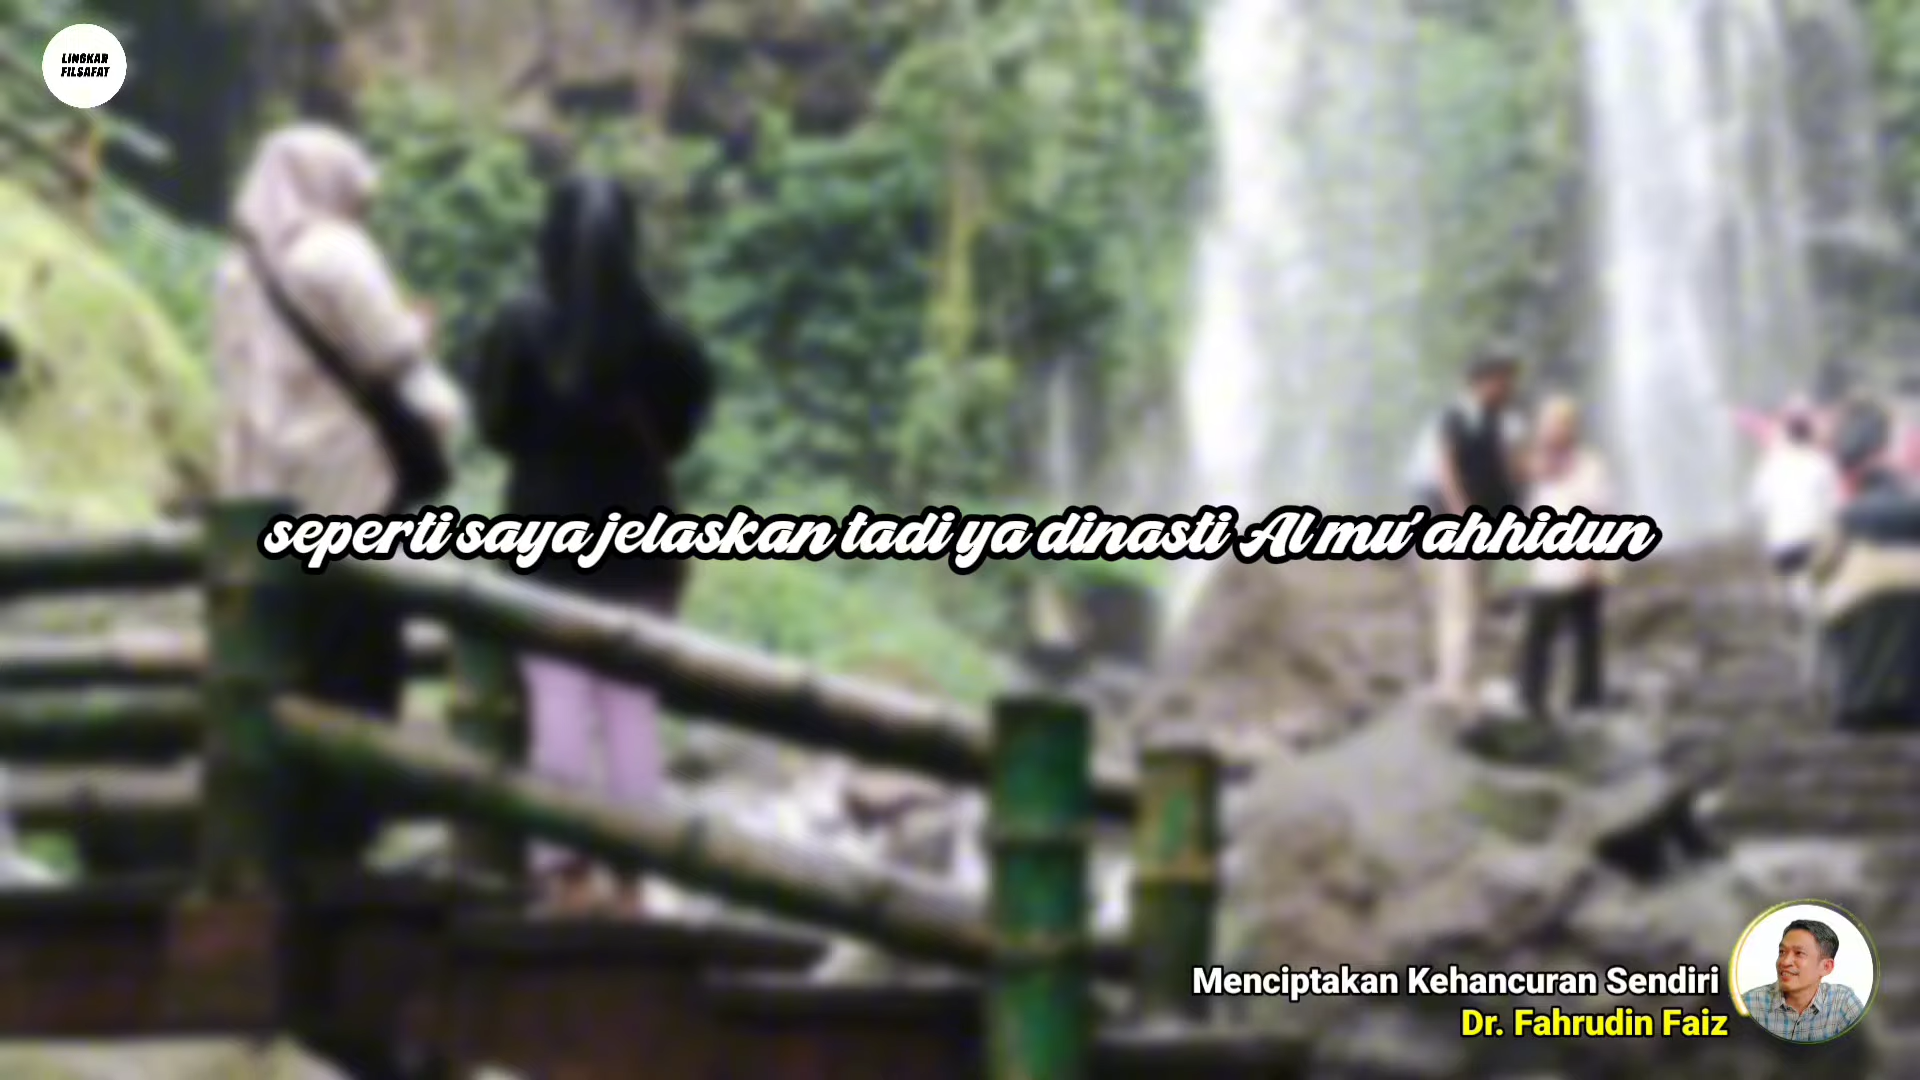 LINGKAR
FILSAFAT
seperti saya jelaskan tadi ya dinasti Al mu'ahhidun
Menciptakan Kehancuran Sendiri
Dr. Fahrudin Faiz